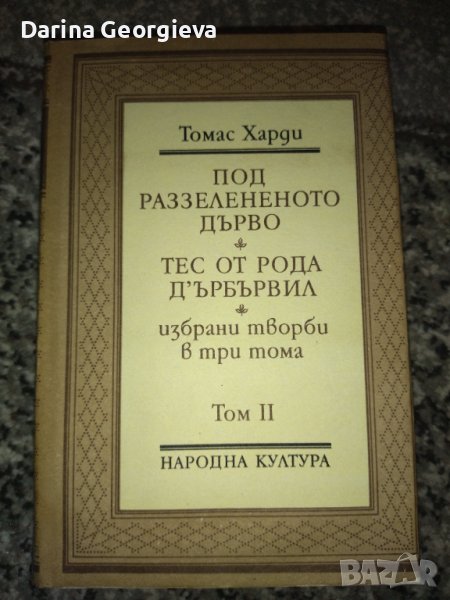 Darina Georgieva
Томас Харди
ПОД
РАЗЗЕЛЕНЕНОТО
ДЪРВО
ТЕС ОТ РОДА
Д'ЪРБЪРВИЛ
избрани творби
в три тома
Том II
НАРОДНА КУЛТУРА
BAZAR